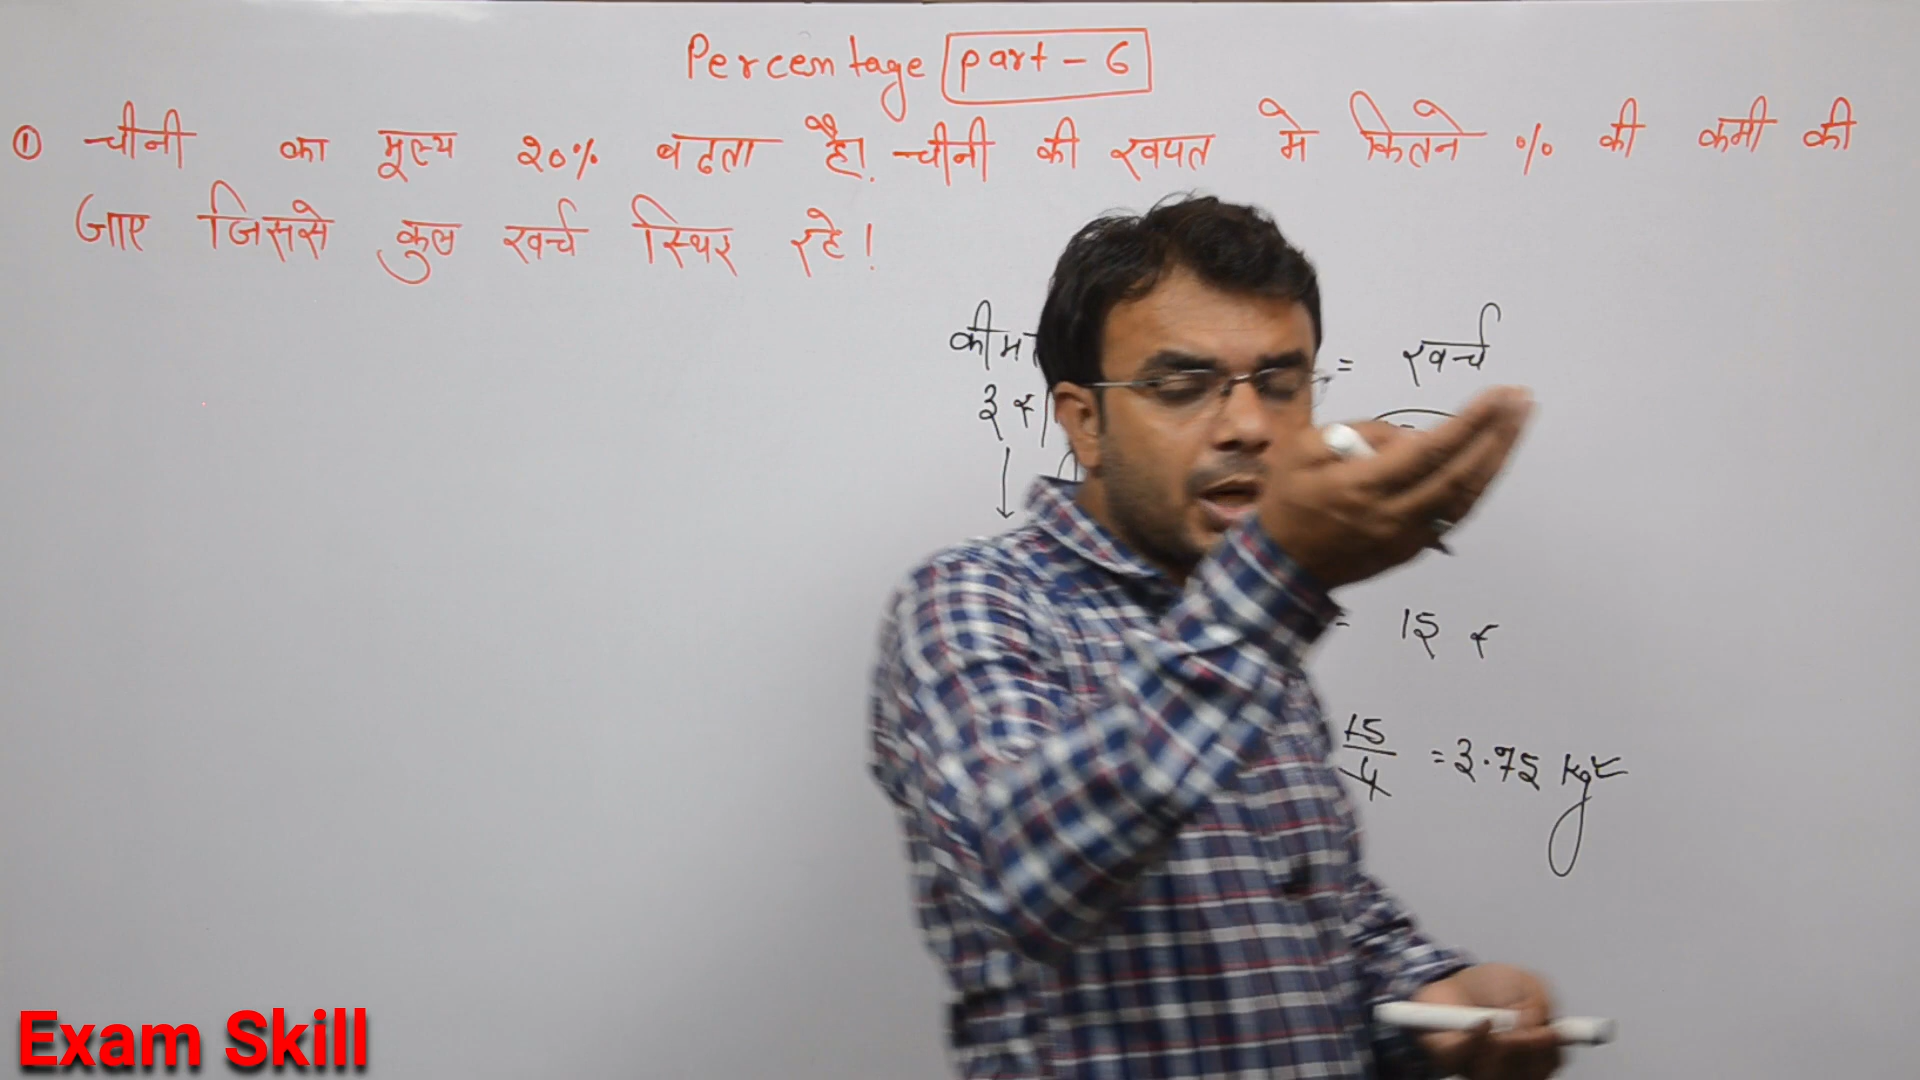 Percentage part - 6
① चीनी का मूल्य 20% बढता है। चीनी की खपत मे कितने % की कमी की
जाए जिससे कुल खर्च स्थिर रहे!
= खर्च
= 15 ₹
15/4 = 3.75 kg
Exam Skill